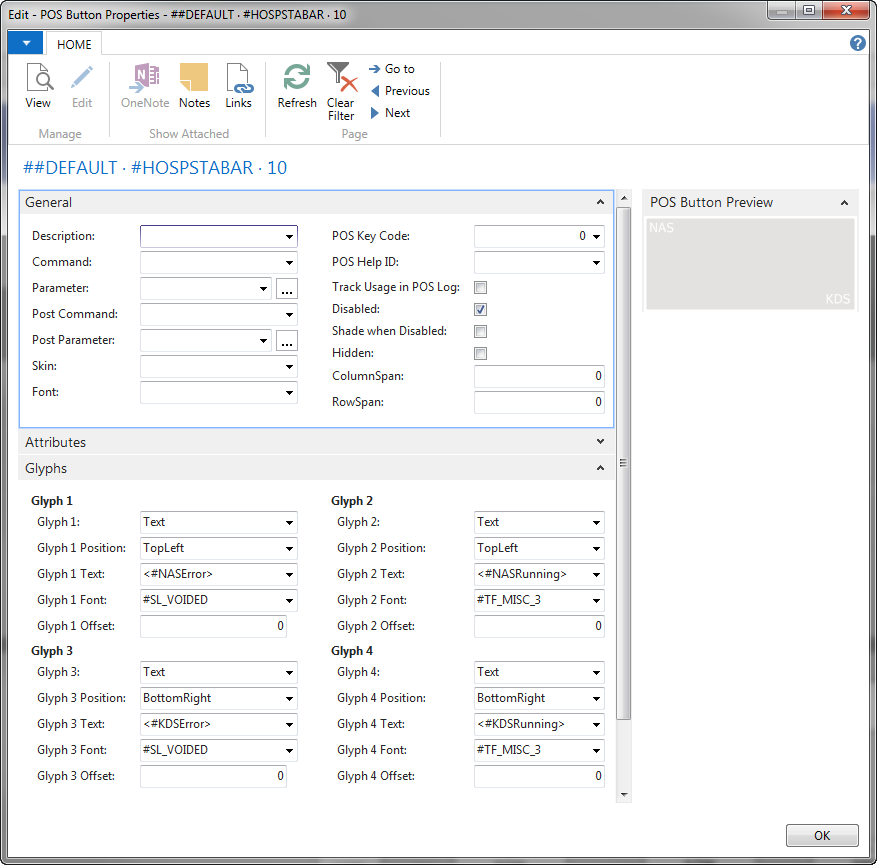 Edit - POS Button Properties - ##DEFAULT · #HOSPSTABAR · 10
HOME
View
Edit
OneNote
Notes
Links
Refresh
Clear
Filter
Go to
Previous
Next
Manage
Show Attached
Page
##DEFAULT · #HOSPSTABAR · 10
General
Description:
Command:
Parameter:
...
Post Command:
Post Parameter:
...
Skin:
Font:
POS Key Code: 0
POS Help ID:
Track Usage in POS Log:
Disabled:
Shade when Disabled:
Hidden:
ColumnSpan: 0
RowSpan: 0
Attributes
Glyphs
Glyph 1
Glyph 1: Text
Glyph 1 Position: TopLeft
Glyph 1 Text: <#NASError>
Glyph 1 Font: #SL_VOIDED
Glyph 1 Offset: 0
Glyph 2
Glyph 2: Text
Glyph 2 Position: TopLeft
Glyph 2 Text: <#NASRunning>
Glyph 2 Font: #TF_MISC_3
Glyph 2 Offset: 0
Glyph 3
Glyph 3: Text
Glyph 3 Position: BottomRight
Glyph 3 Text: <#KDSError>
Glyph 3 Font: #SL_VOIDED
Glyph 3 Offset: 0
Glyph 4
Glyph 4: Text
Glyph 4 Position: BottomRight
Glyph 4 Text: <#KDSRunning>
Glyph 4 Font: #TF_MISC_3
Glyph 4 Offset: 0
POS Button Preview
NAS
KDS
OK